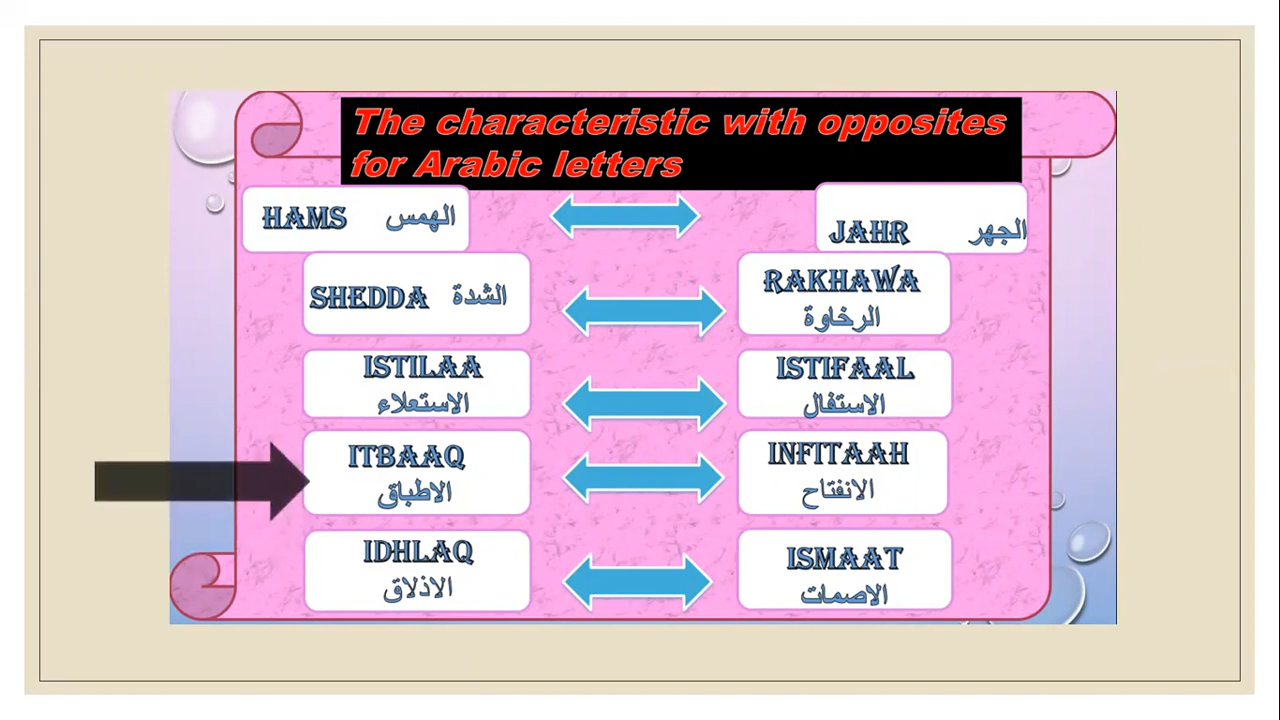 The characteristic with opposites
for Arabic letters
HAMS الهمس
JAHR الجهر
SHEDDA الشدة
RAKHAWA
الرخاوة
ISTILAA
الاستعلاء
ISTIFAAL
الاستفال
ITBAAQ
الاطباق
INFITAAH
الانفتاح
IDHLAQ
الاذلاق
ISMAAT
الاصمات